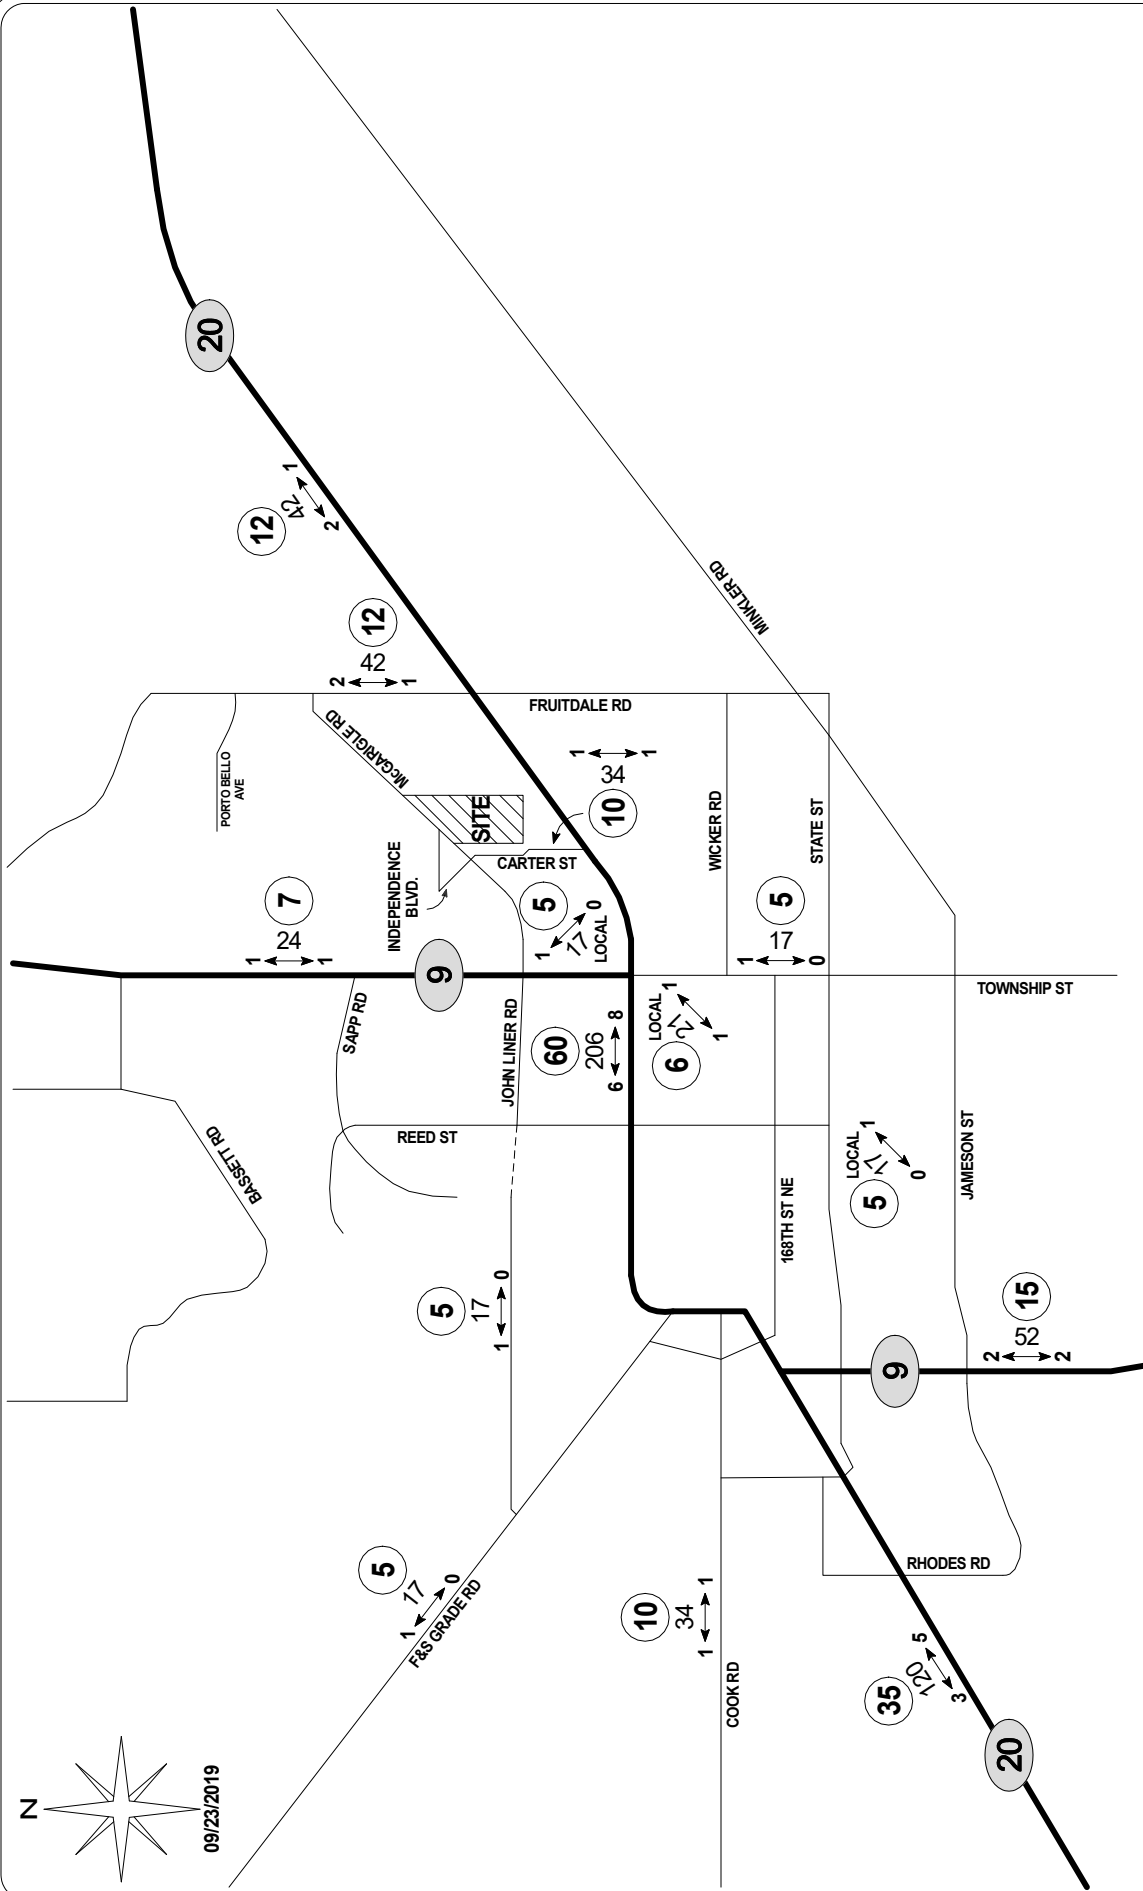 20
1
42
2
12
12
42
2
1
MINKLER RD
FRUITDALE RD
McGARIGLE RD
PORTO BELLO
AVE
SITE
1
34
1
10
WICKER RD
STATE ST
CARTER ST
INDEPENDENCE
BLVD.
7
24
1
1
5
1
17
0
LOCAL
5
17
1
0
9
TOWNSHIP ST
SAPP RD
JOHN LINER RD
60
206
6
8
LOCAL
1
21
1
6
REED ST
BASSETT RD
LOCAL
1
17
0
5
JAMESON ST
168TH ST NE
5
17
1
0
15
52
2
2
9
5
17
1
0
F&S GRADE RD
10
34
1
1
COOK RD
RHODES RD
35
120
5
3
20
N
09/23/2019